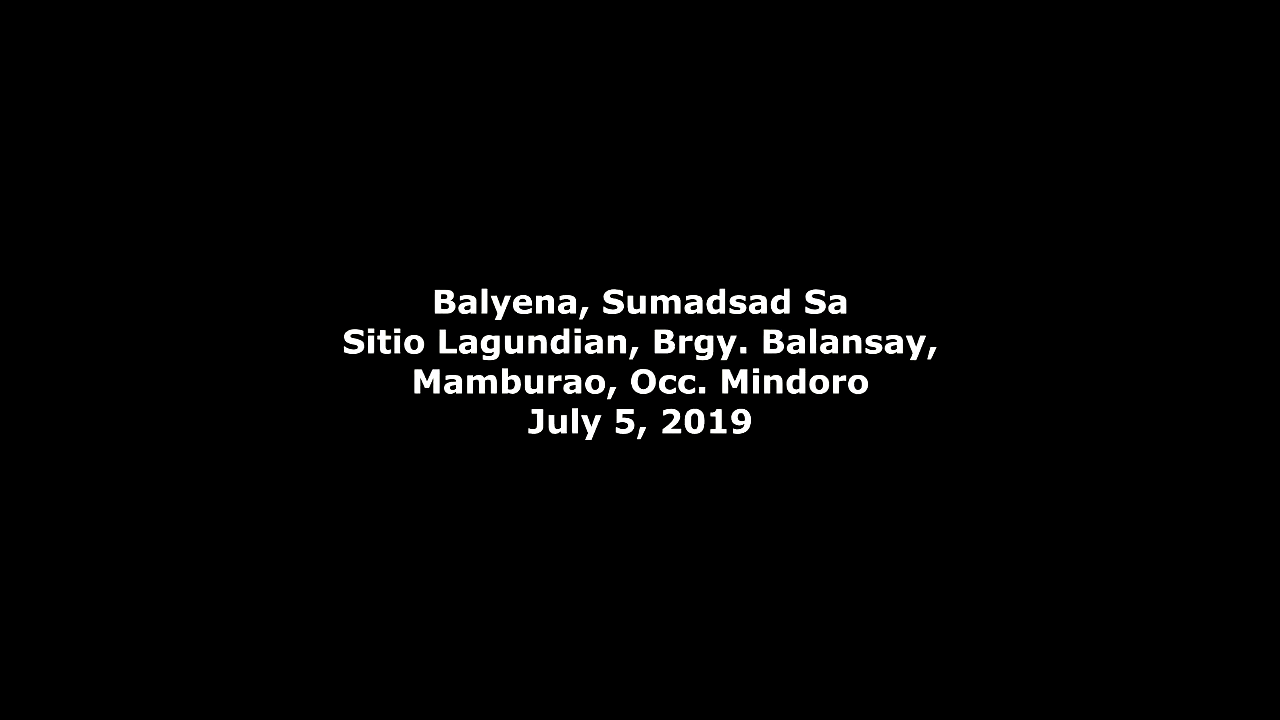 Balyena, Sumadsad Sa
Sitio Lagundian, Brgy. Balansay,
Mamburao, Occ. Mindoro
July 5, 2019